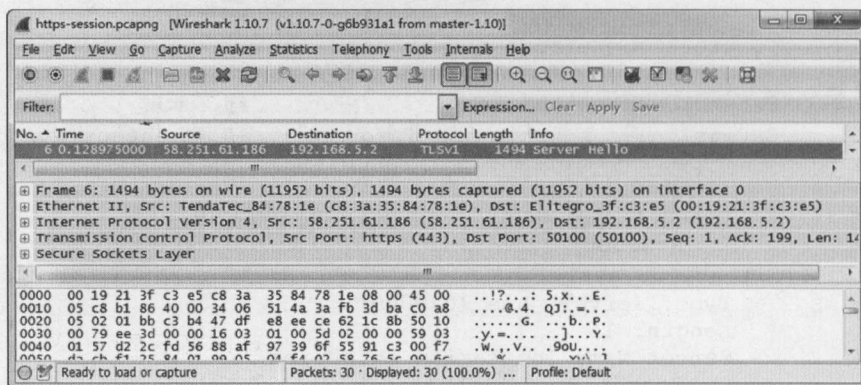 https-session.pcapng [Wireshark 1.10.7 (v1.10.7-0-g6b931a1 from master-1.10)]
File Edit View Go Capture Analyze Statistics Telephony Tools Internals Help
Filter: Expression... Clear Apply Save
No. Time Source Destination Protocol Length Info
6 0.128975000 58.251.61.186 192.168.5.2 TLSv1 1494 Server Hello
Frame 6: 1494 bytes on wire (11952 bits), 1494 bytes captured (11952 bits) on interface 0
Ethernet II, Src: TendaTec_84:78:1e (c8:3a:35:84:78:1e), Dst: Elitegro_3f:c3:e5 (00:19:21:3f:c3:e5)
Internet Protocol Version 4, Src: 58.251.61.186 (58.251.61.186), Dst: 192.168.5.2 (192.168.5.2)
Transmission Control Protocol, Src Port: https (443), Dst Port: 50100 (50100), Seq: 1, Ack: 199, Len: 14
Secure Sockets Layer
0000 00 19 21 3f c3 e5 c8 3a 35 84 78 1e 08 00 45 00 ..!?...: 5.x...E.
0010 05 c8 b1 86 40 00 34 06 51 4a 3a fb 3d ba c0 a8 ....@.4. QJ:.=...
0020 05 02 01 bb c3 b4 47 df e8 ee ce 62 1c 8b 50 10 ......G. ...b..P.
0030 00 79 ee 3d 00 00 16 03 01 00 5d 02 00 00 59 03 .y.=.... ..]...Y.
0040 01 57 d2 2c fd 56 88 af 97 39 6f 55 91 c3 00 f7 .W.,.V.. .9oU....
0050
Ready to load or capture Packets: 30 · Displayed: 30 (100.0%) ... Profile: Default